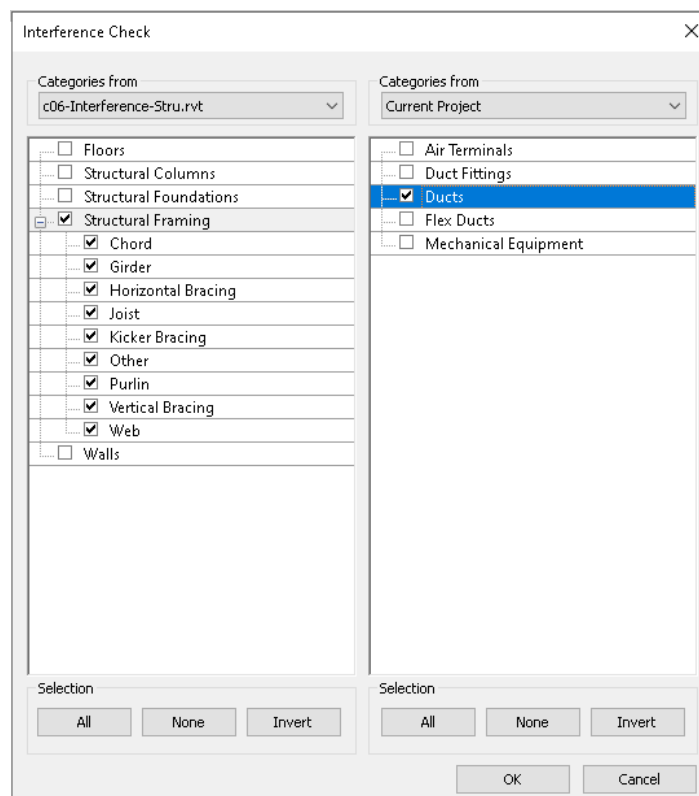 Interference Check
Categories from
c06-Interference-Stru.rvt
Floors
Structural Columns
Structural Foundations
Structural Framing
Chord
Girder
Horizontal Bracing
Joist
Kicker Bracing
Other
Purlin
Vertical Bracing
Web
Walls
Selection
All None Invert
Categories from
Current Project
Air Terminals
Duct Fittings
Ducts
Flex Ducts
Mechanical Equipment
Selection
All None Invert
OK Cancel